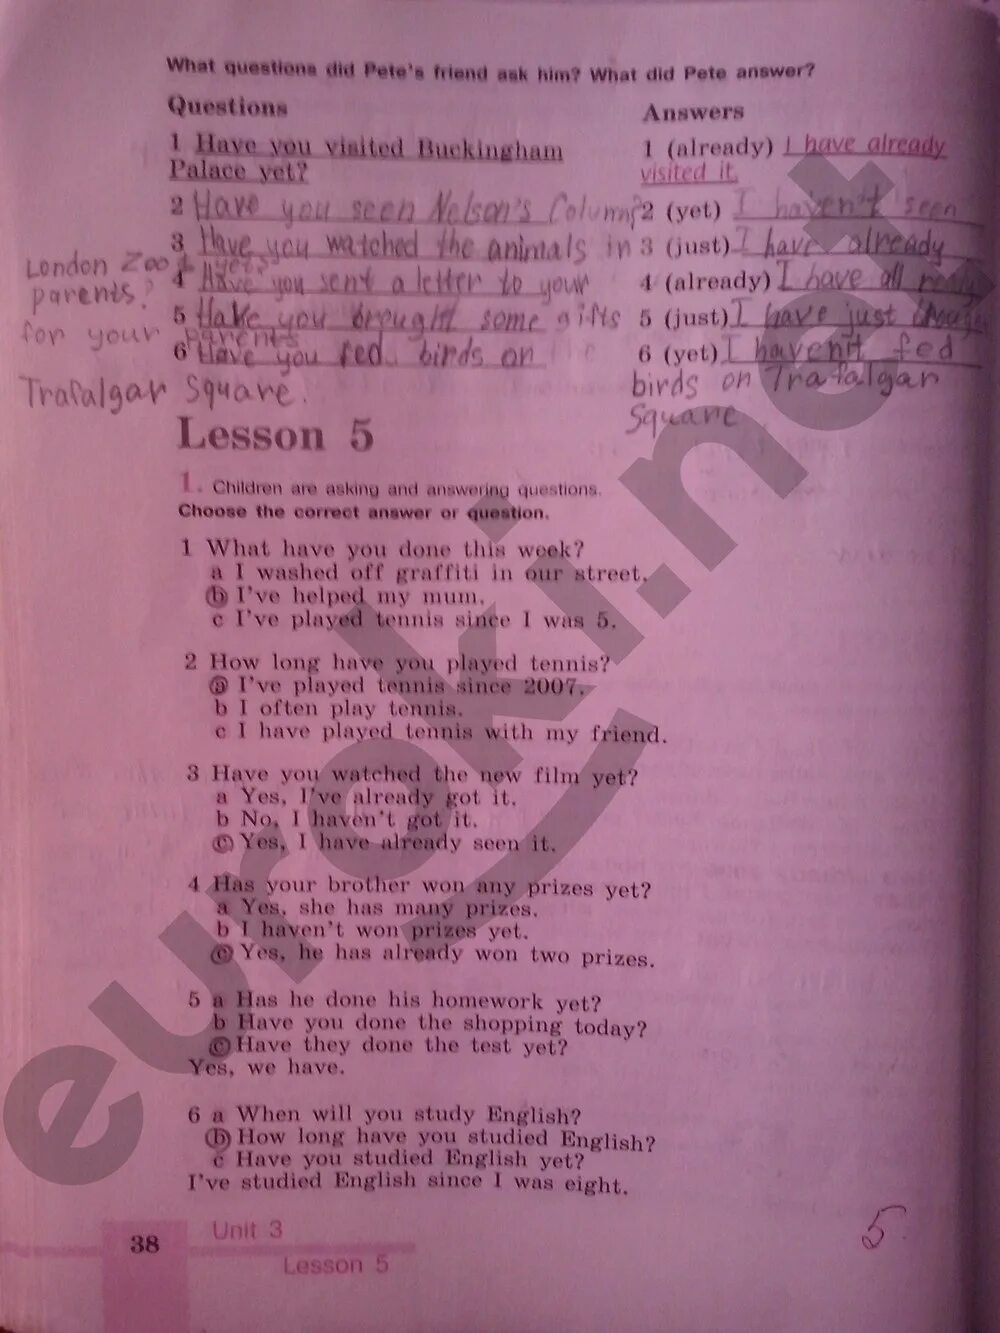 What questions did Pete's friend ask him? What did Pete answer?
Questions
1 Have you visited Buckingham
Palace yet?
2 Have you seen Nelson's Column?
3 Have you watched the animals in
London Zoo yet?
4 Have you sent a letter to your
parents?
5 Have you brought some gifts
for your parents
6 Have you fed birds on the
Trafalgar Square.
Answers
1 (already) I have already
visited it.
2 (yet) I haven't seen
3 (just) I have already
4 (already) I have all ready
5 (just) I have just
6 (yet) I haven't fed
birds on Trafalgar
Square
Lesson 5
1. Children are asking and answering questions.
Choose the correct answer or question.
1 What have you done this week?
a I washed off graffiti in our street.
b I've helped my mum.
c I've played tennis since I was 5.
2 How long have you played tennis?
a I've played tennis since 2007.
b I often play tennis.
c I have played tennis with my friend.
3 Have you watched the new film yet?
a Yes, I've already got it.
b No, I haven't got it.
c Yes, I have already seen it.
4 Has your brother won any prizes yet?
a Yes, she has many prizes.
b I haven't won prizes yet.
c Yes, he has already won two prizes.
5 a Has he done his homework yet?
b Have you done the shopping today?
c Have they done the test yet?
Yes, we have.
6 a When will you study English?
b How long have you studied English?
c Have you studied English yet?
I've studied English since I was eight.
5
38
Unit 3
Lesson 5
euroki.net